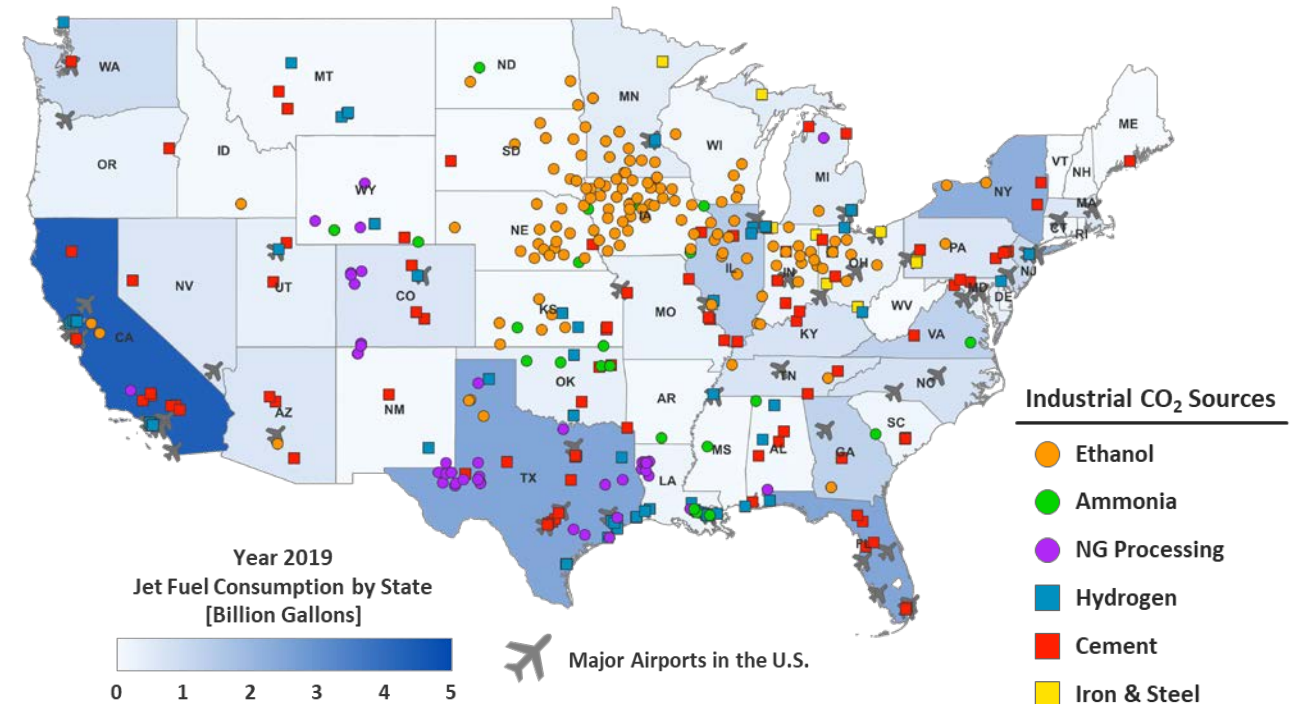 WA
MT
ND
MN
ME
OR
ID
SD
WI
MI
VT
NH
NY
WY
IA
MA
CT
RI
NE
PA
NJ
NV
UT
CO
IL
IN
OH
MD
DE
CA
KS
MO
KY
WV
VA
AZ
NM
OK
AR
TN
NC
SC
TX
LA
MS
AL
GA
FL
Industrial CO₂ Sources
Ethanol
Ammonia
NG Processing
Hydrogen
Cement
Iron & Steel
Year 2019
Jet Fuel Consumption by State
[Billion Gallons]
0 1 2 3 4 5
Major Airports in the U.S.